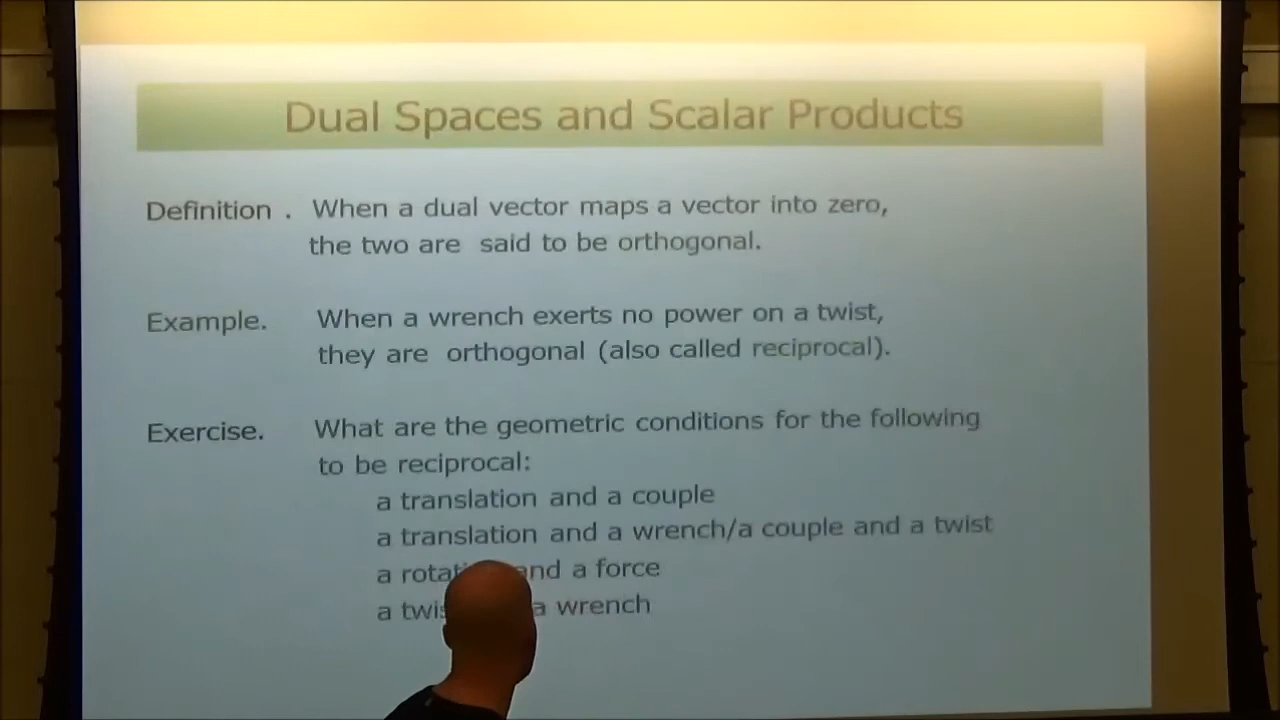 Dual Spaces and Scalar Products
Definition . When a dual vector maps a vector into zero,
the two are said to be orthogonal.
Example. When a wrench exerts no power on a twist,
they are orthogonal (also called reciprocal).
Exercise. What are the geometric conditions for the following
to be reciprocal:
a translation and a couple
a translation and a wrench/a couple and a twist
a and a force
a a wrench